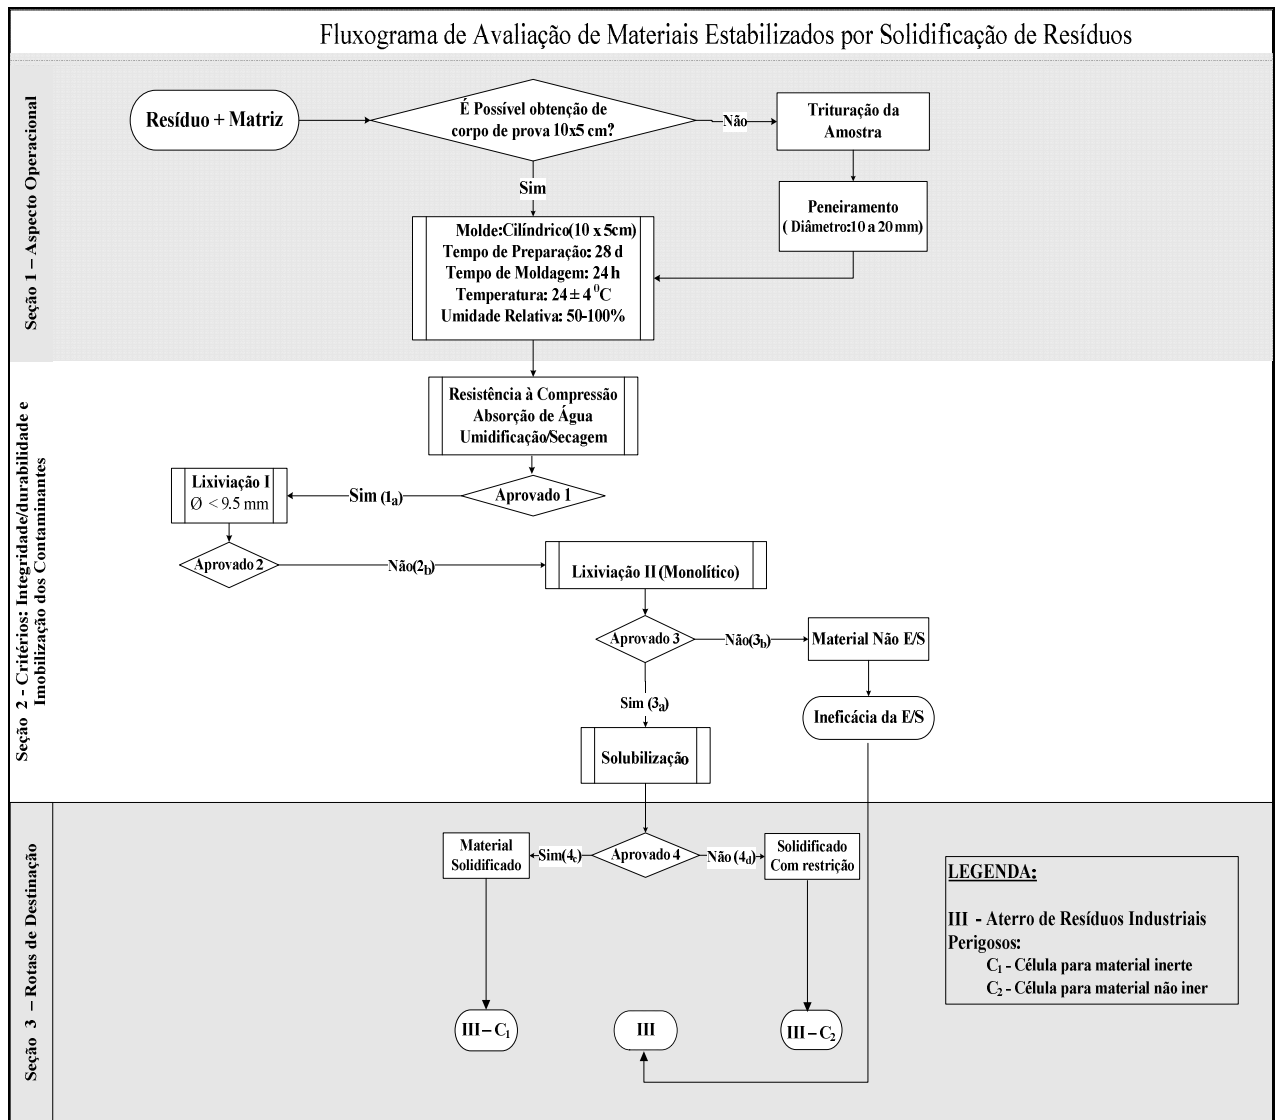 Fluxograma de Avaliação de Materiais Estabilizados por Solidificação de Resíduos
Seção 1 – Aspecto Operacional
Resíduo + Matriz
É Possível obtenção de
corpo de prova 10x5 cm?
Não
Trituração da
Amostra
Sim
Peneiramento
( Diâmetro:10 a 20 mm)
Molde:Cilíndrico(10 x 5cm)
Tempo de Preparação: 28 d
Tempo de Moldagem: 24 h
Temperatura: 24 ± 4 ⁰C
Umidade Relativa: 50-100%
Seção 2 - Critérios: Integridade/durabilidade e
Imobilização dos Contaminantes
Resistência à Compressão
Absorção de Água
Umidificação/Secagem
Aprovado 1
Sim (1a)
Lixiviação I
Ø < 9.5 mm
Aprovado 2
Não(2b)
Lixiviação II (Monolítico)
Aprovado 3
Não(3b)
Material Não E/S
Sim (3a)
Ineficácia da E/S
Solubilização
Seção 3 – Rotas de Destinação
Material
Solidificado
Sim(4c)
Aprovado 4
Não (4d)
Solidificado
Com restrição
III – C1
III
III – C2
LEGENDA:
III - Aterro de Resíduos Industriais
Perigosos:
C1 - Célula para material inerte
C2 - Célula para material não iner